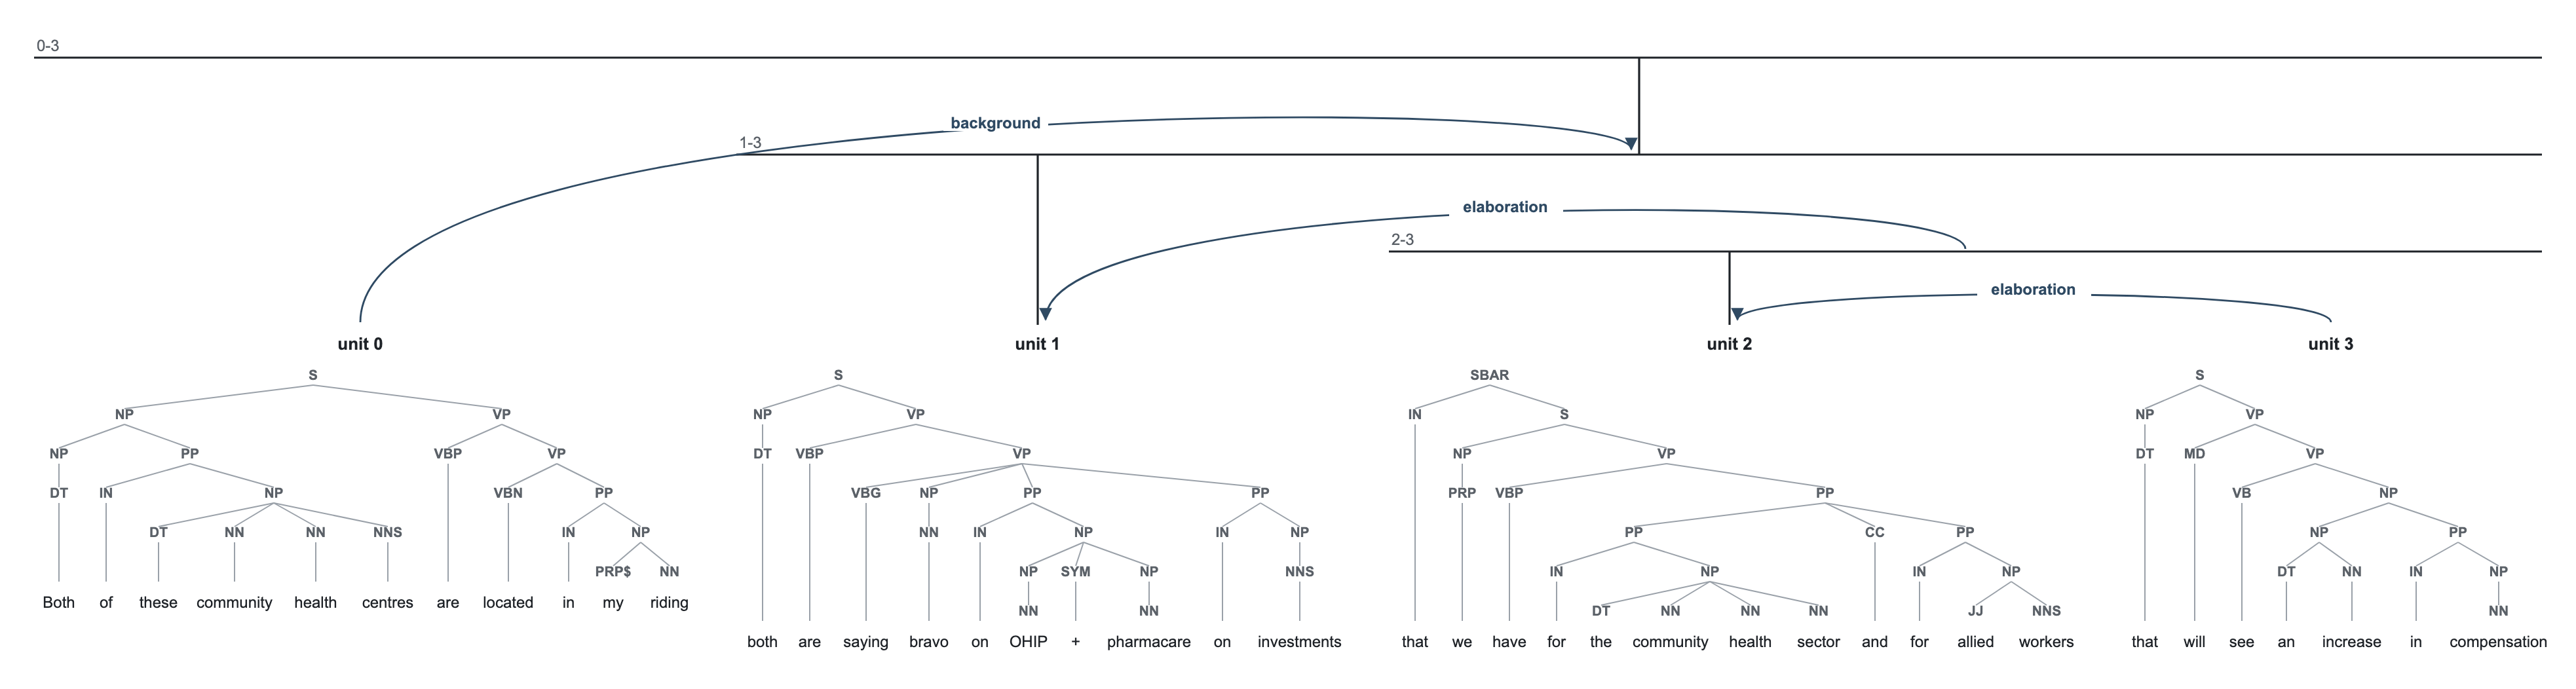 0-3
background
1-3
elaboration
2-3
elaboration
unit 0 unit 1 unit 2 unit 3
S S SBAR S
NP VP NP VP IN S NP VP
NP PP VBP VP DT VBP VP NP VP DT MD VP
DT IN NP VBN PP VBG NP PP PP PRP VBP PP VB NP
DT NN NN NNS IN NP NN IN NP IN NP PP CC PP NP PP
PRP$ NN NP SYM NP NNS IN NP IN NP DT NN IN NP
NN NN DT NN NN NN JJ NNS NN
Both of these community health centres are located in my riding
both are saying bravo on OHIP + pharmacare on investments that we have for the community health sector and for allied workers that will see an increase in compensation